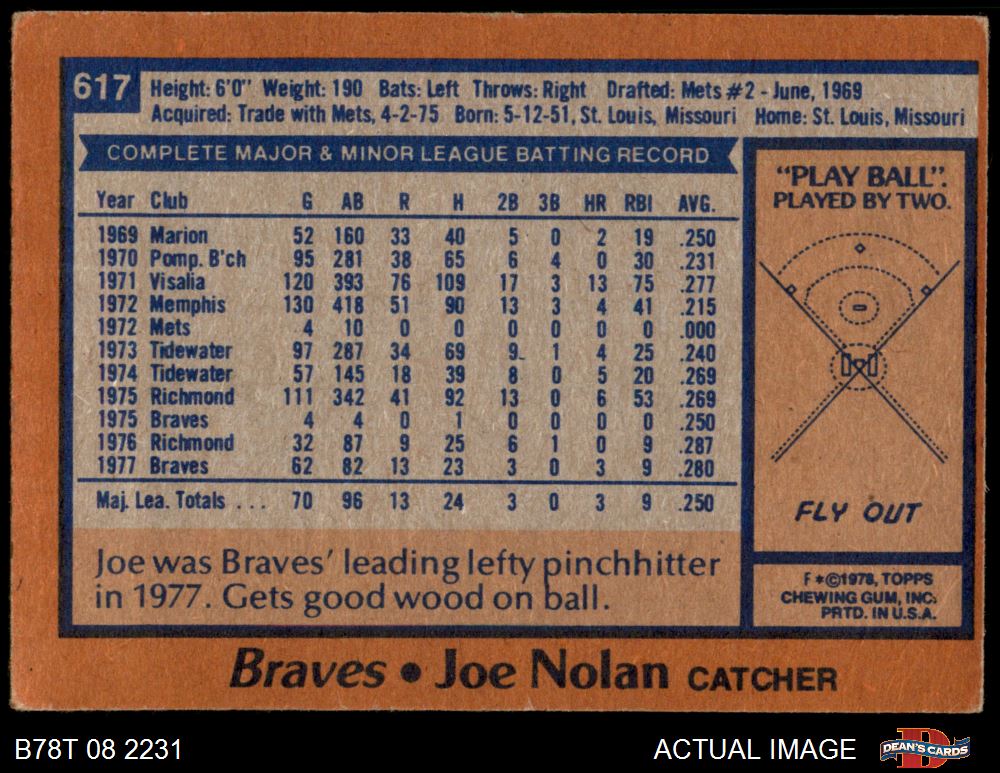 617
Height: 6'0" Weight: 190 Bats: Left Throws: Right Drafted: Mets #2 - June, 1969
Acquired: Trade with Mets, 4-2-75 Born: 5-12-51, St. Louis, Missouri Home: St. Louis, Missouri
COMPLETE MAJOR & MINOR LEAGUE BATTING RECORD
Year Club G AB R H 2B 3B HR RBI AVG.
1969 Marion 52 160 33 40 5 0 2 19 .250
1970 Pomp. B'ch 95 281 38 65 6 4 0 30 .231
1971 Visalia 120 393 76 109 17 3 13 75 .277
1972 Memphis 130 418 51 90 13 3 4 41 .215
1972 Mets 4 10 0 0 0 0 0 0 .000
1973 Tidewater 97 287 34 69 9 1 4 25 .240
1974 Tidewater 57 145 18 39 8 0 5 20 .269
1975 Richmond 111 342 41 92 13 0 6 53 .269
1975 Braves 4 4 0 1 0 0 0 0 .250
1976 Richmond 32 87 9 25 6 1 0 9 .287
1977 Braves 62 82 13 23 3 0 3 9 .280
Maj. Lea. Totals ... 70 96 13 24 3 0 3 9 .250
Joe was Braves' leading lefty pinchhitter
in 1977. Gets good wood on ball.
"PLAY BALL".
PLAYED BY TWO.
FLY OUT
F *©1978, TOPPS
CHEWING GUM, INC.
PRTD. IN U.S.A.
Braves • Joe Nolan CATCHER
B78T 08 2231
ACTUAL IMAGE
DEAN'S CARDS